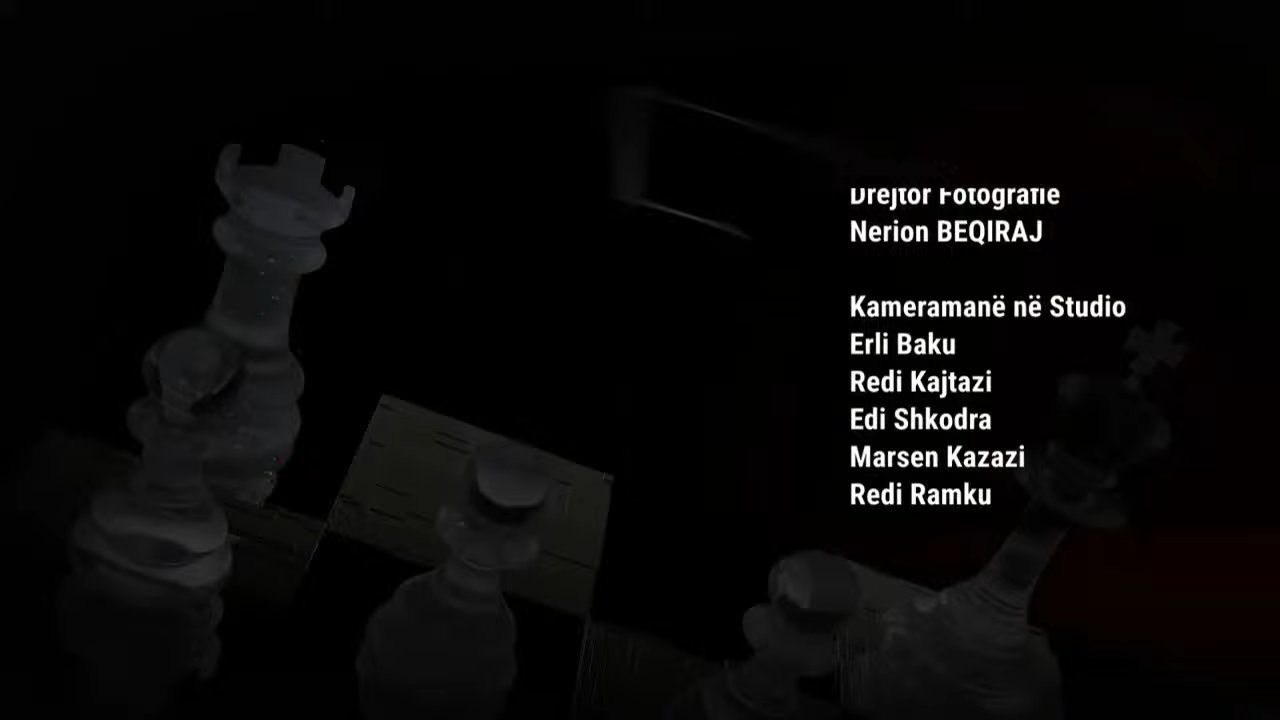 Drejtor Fotografie
Nerion BEQIRAJ
Kameramanë në Studio
Erli Baku
Redi Kajtazi
Edi Shkodra
Marsen Kazazi
Redi Ramku